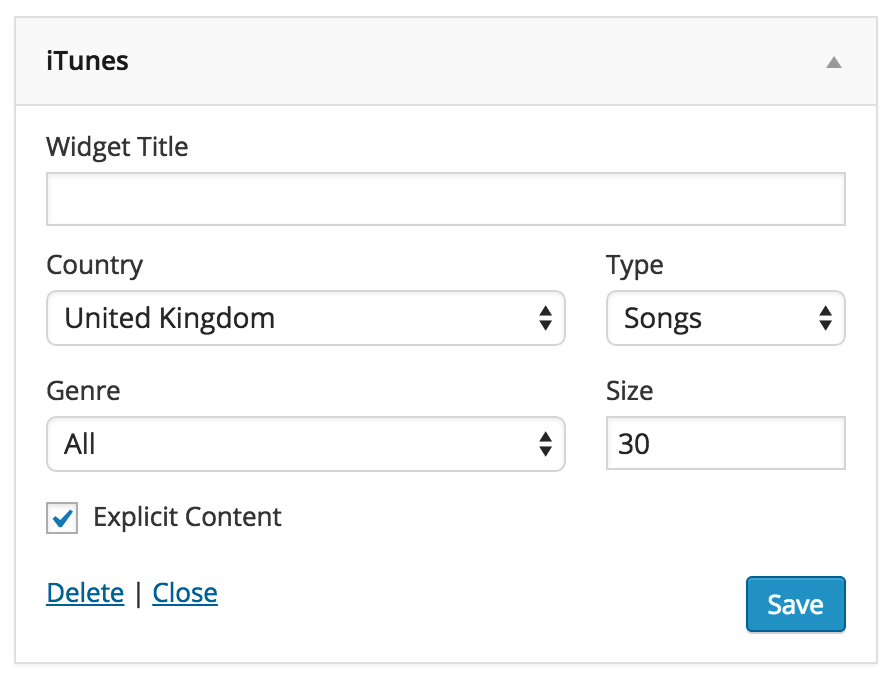 iTunes
Widget Title
Country
Type
United Kingdom
Songs
Genre
Size
All
30
Explicit Content
Delete | Close
Save